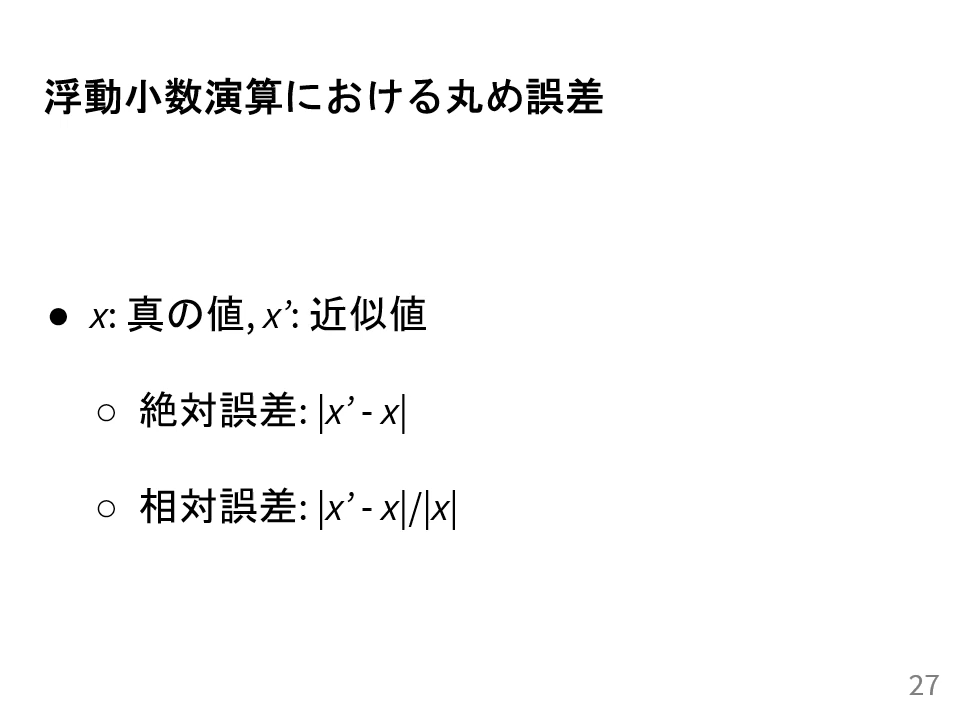 浮動小数演算における丸め誤差
● x: 真の値, x’: 近似値
○ 絶対誤差: |x’ - x|
○ 相対誤差: |x’ - x|/|x|
27